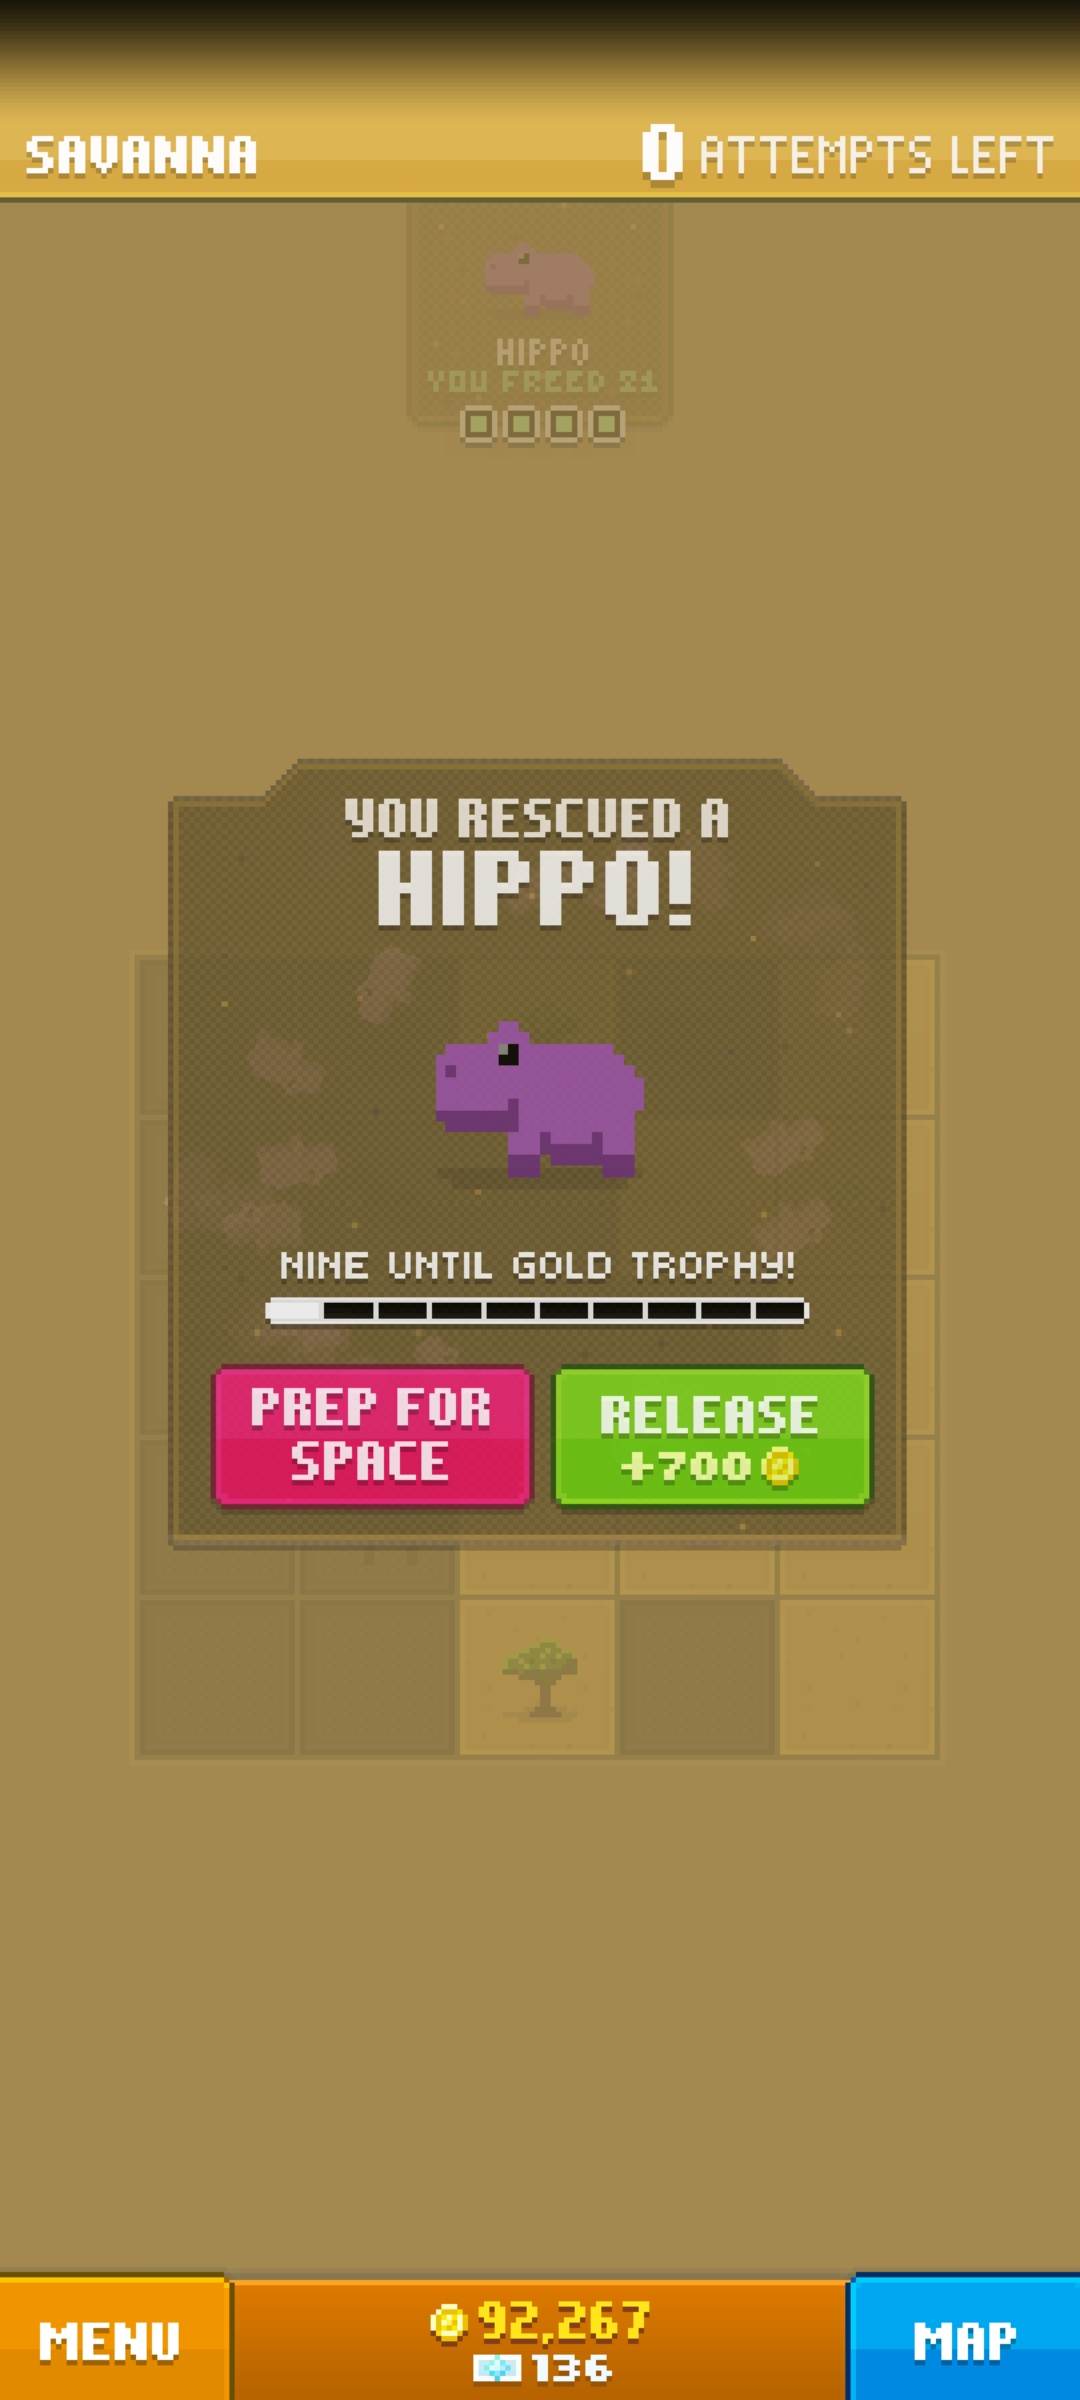 SAVANNA
0 ATTEMPTS LEFT
HIPPO
YOU FREED 21
YOU RESCUED A
HIPPO!
NINE UNTIL GOLD TROPHY!
PREP FOR
SPACE
RELEASE
+700
MENU
92,267
136
MAP